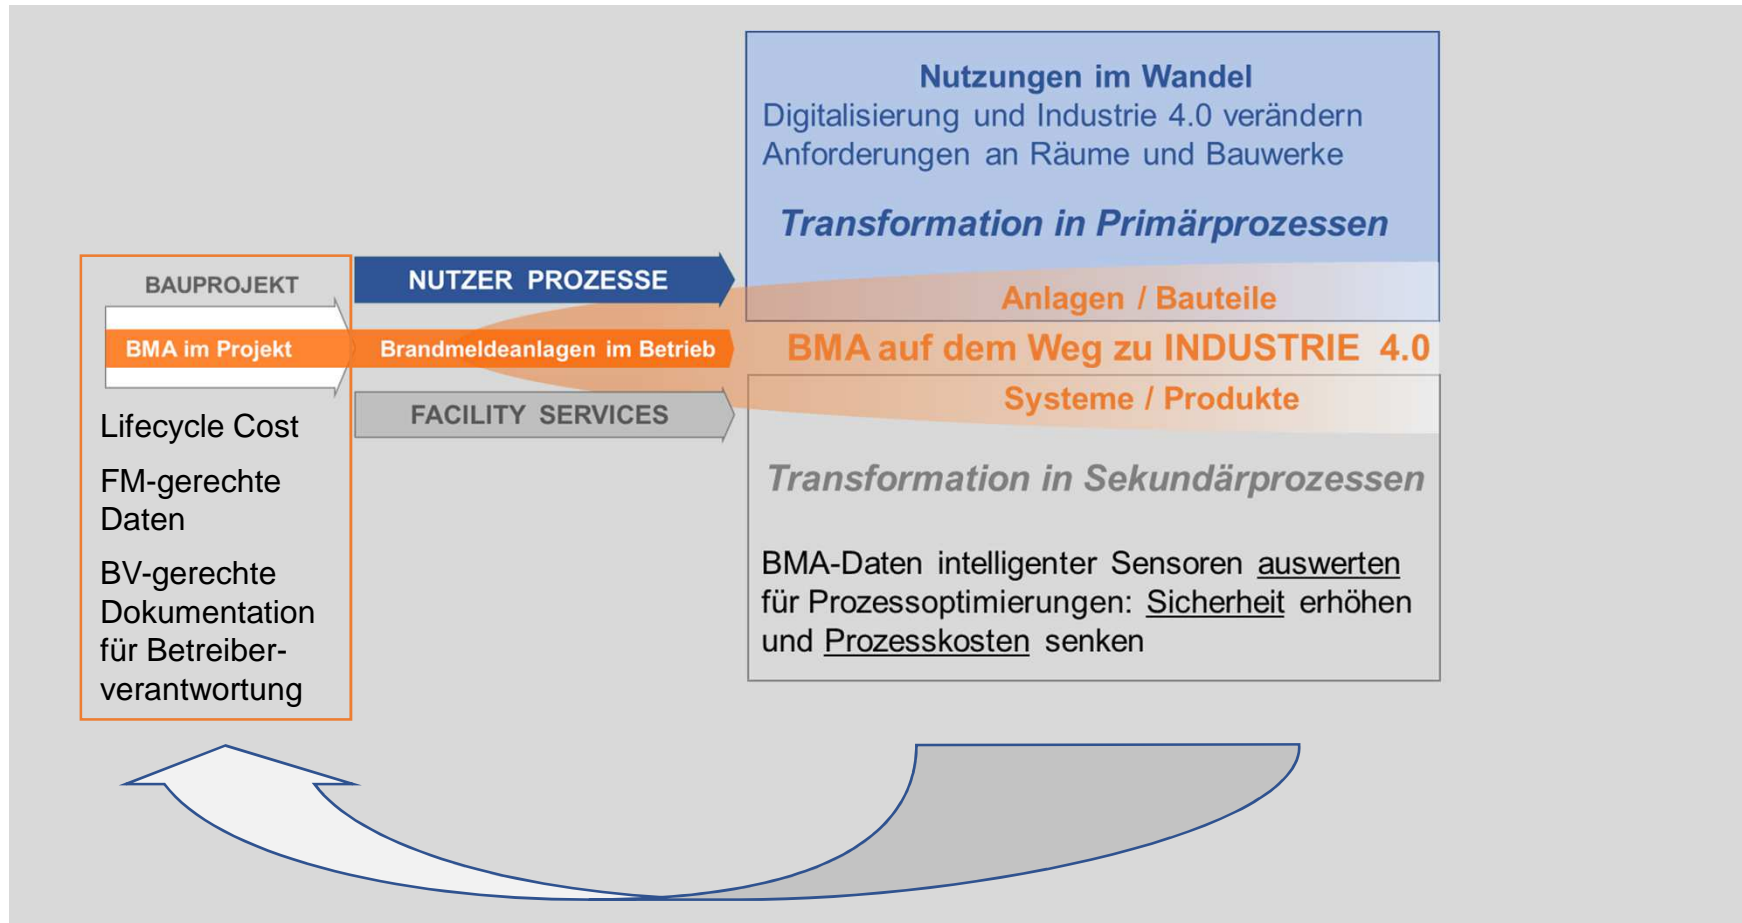 BAUPROJEKT
BMA im Projekt
Lifecycle Cost
FM-gerechte
Daten
BV-gerechte
Dokumentation
für Betreiber-
verantwortung
NUTZER PROZESSE
Brandmeldeanlagen im Betrieb
FACILITY SERVICES
Nutzungen im Wandel
Digitalisierung und Industrie 4.0 verändern
Anforderungen an Räume und Bauwerke
Transformation in Primärprozessen
Anlagen / Bauteile
BMA auf dem Weg zu INDUSTRIE 4.0
Systeme / Produkte
Transformation in Sekundärprozessen
BMA-Daten intelligenter Sensoren auswerten
für Prozessoptimierungen: Sicherheit erhöhen
und Prozesskosten senken